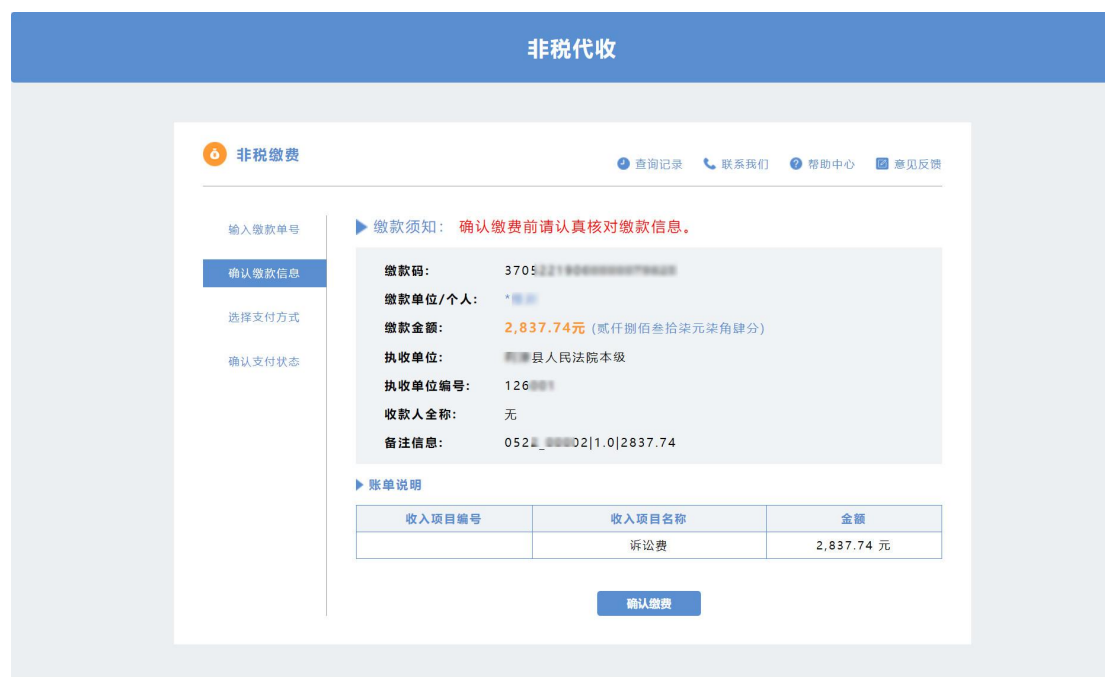 非税代收
非税缴费
查询记录 联系我们 帮助中心 意见反馈
输入缴款单号
确认缴款信息
选择支付方式
确认支付状态
缴款须知： 确认缴费前请认真核对缴款信息。
缴款码： 3705
缴款单位/个人： *
缴款金额： 2,837.74元 (贰仟捌佰叁拾柒元柒角肆分)
执收单位： 县人民法院本级
执收单位编号： 126
收款人全称： 无
备注信息： 052 02|1.0|2837.74
账单说明
收入项目编号 收入项目名称 金额
诉讼费 2,837.74 元
确认缴费